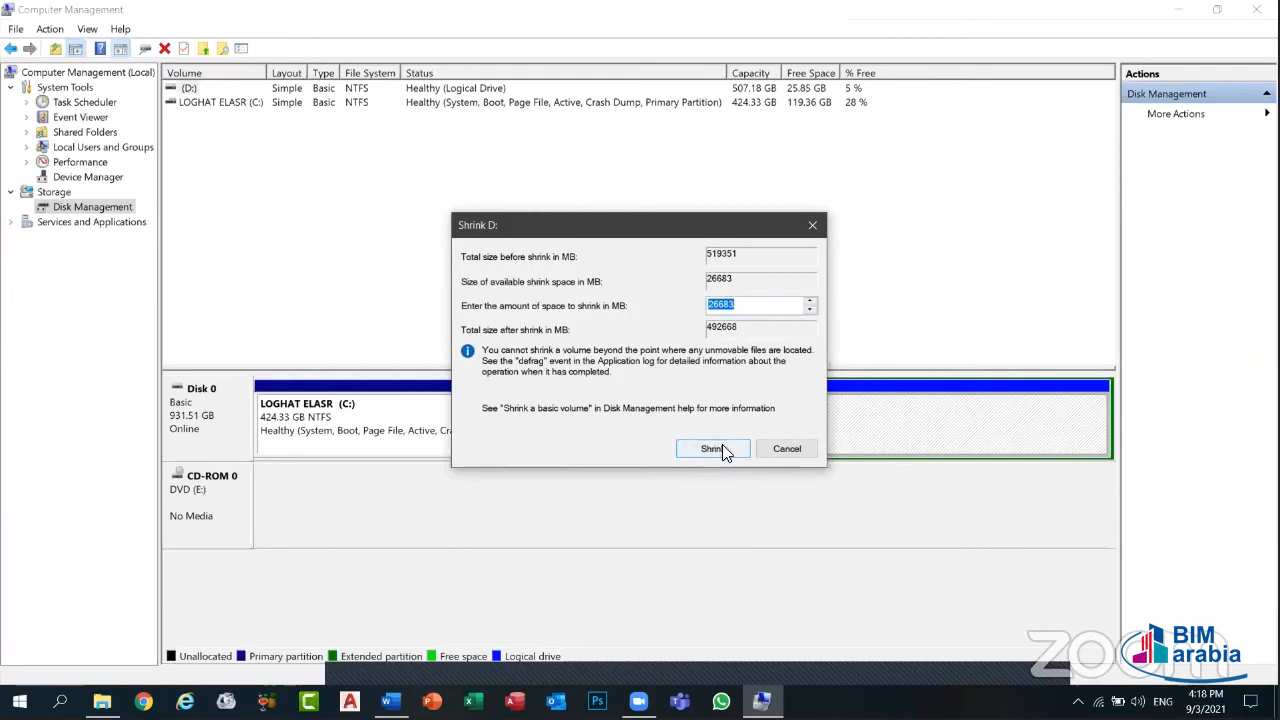 Computer Management
File Action View Help
Computer Management (Local)
System Tools
Task Scheduler
Event Viewer
Shared Folders
Local Users and Groups
Performance
Device Manager
Storage
Disk Management
Services and Applications
Volume Layout Type File System Status Capacity Free Space % Free
(D:) Simple Basic NTFS Healthy (Logical Drive) 507.18 GB 25.85 GB 5 %
LOGHAT ELASR (C:) Simple Basic NTFS Healthy (System, Boot, Page File, Active, Crash Dump, Primary Partition) 424.33 GB 119.36 GB 28 %
Actions
Disk Management
More Actions
Shrink D:
Total size before shrink in MB: 519351
Size of available shrink space in MB: 26683
Enter the amount of space to shrink in MB: 26683
Total size after shrink in MB: 492668
You cannot shrink a volume beyond the point where any unmovable files are located.
See the "defrag" event in the Application log for detailed information about the
operation when it has completed.
See "Shrink a basic volume" in Disk Management help for more information
Shrink Cancel
Disk 0
Basic
931.51 GB
Online
LOGHAT ELASR (C:)
424.33 GB NTFS
Healthy (System, Boot, Page File, Active, Cr
CD-ROM 0
DVD (E:)
No Media
Unallocated Primary partition Extended partition Free space Logical drive
zoom
BIM
arabia
ENG
4:18 PM
9/3/2021